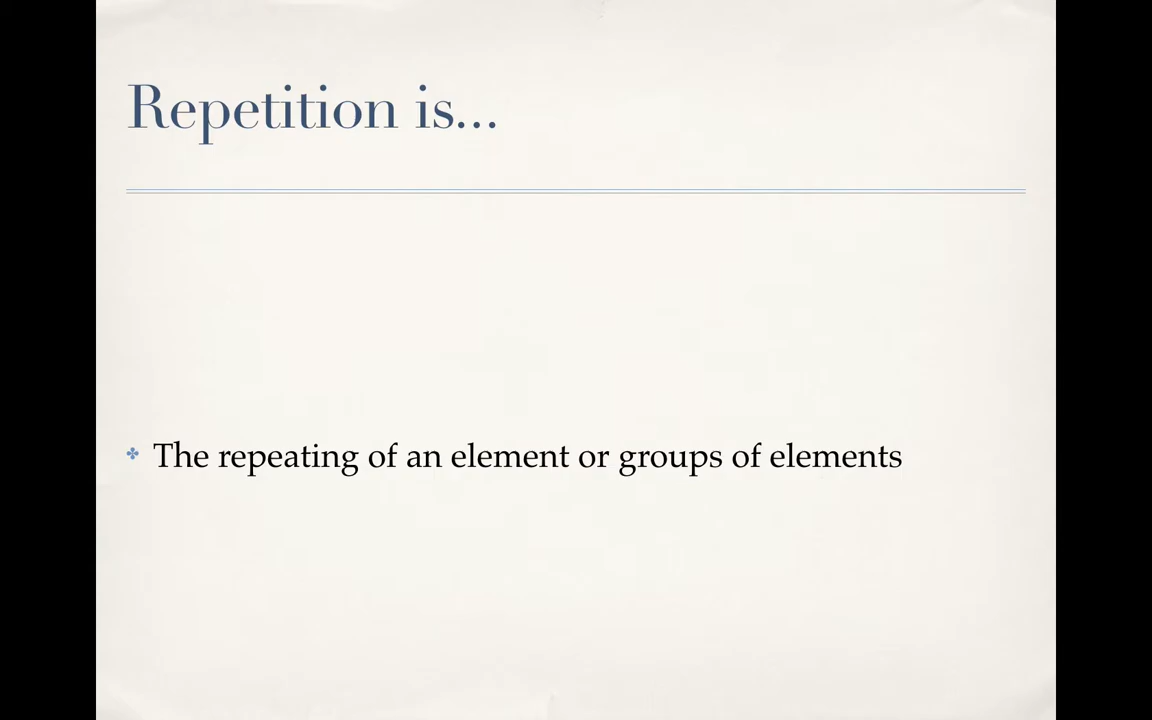 Repetition is...
The repeating of an element or groups of elements